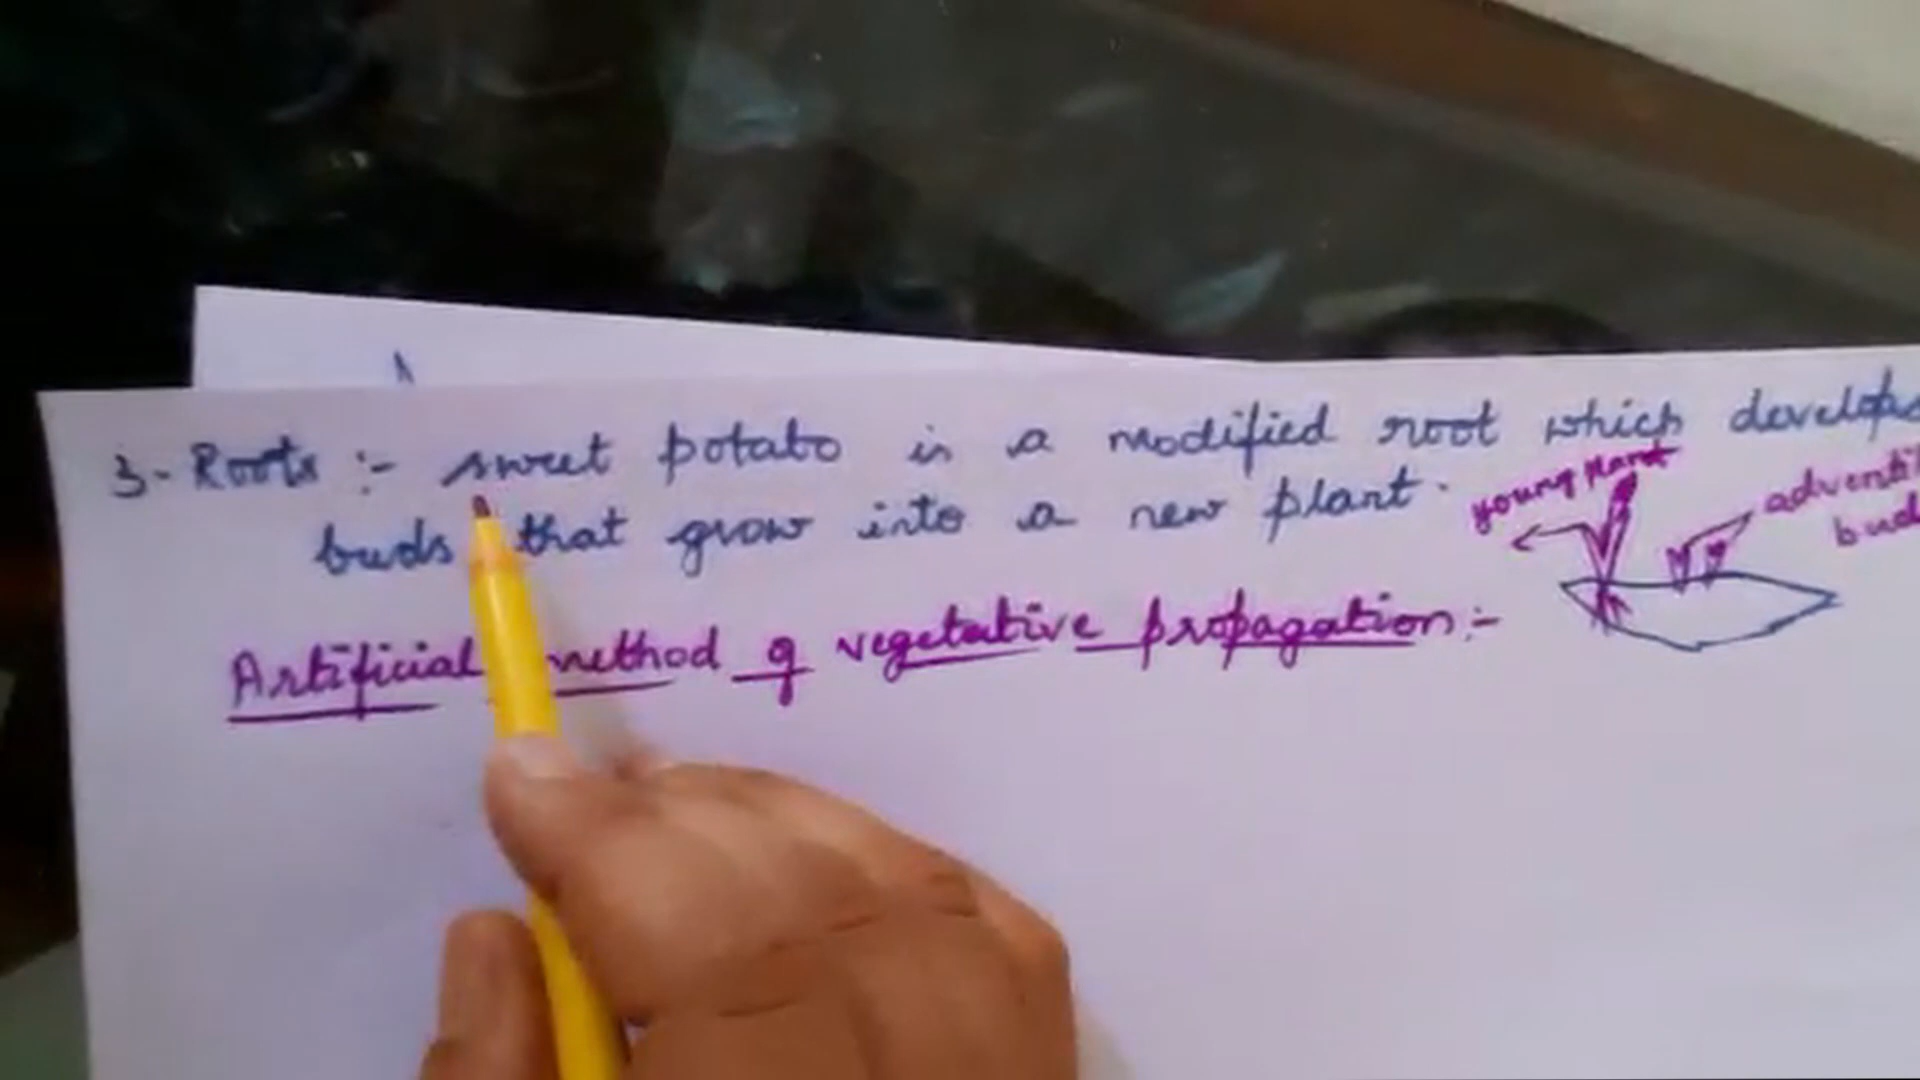 3- Roots :- sweet potato is a modified root which develops
buds that grow into a new plant.
young plant
adventi
bud
Artificial method of vegetative propagation :-